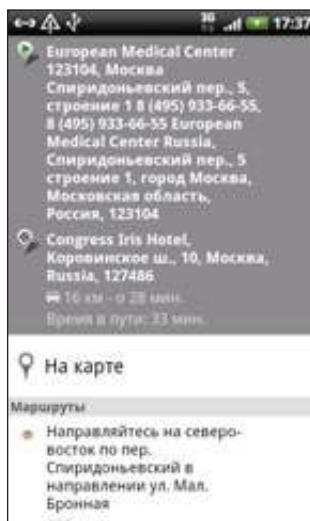 3G 17:37
European Medical Center
123104, Москва
Спиридоньевский пер., 5,
строение 1 8 (495) 933-66-55,
8 (495) 933-66-55 European
Medical Center Russia,
Спиридоньевский пер., 5
строение 1, город Москва,
Московская область,
Россия, 123104
Congress Iris Hotel,
Коровинское ш., 10, Москва,
Russia, 127486
16 км - о 28 мин.
Время в пути: 33 мин.
На карте
Маршруты
Направляйтесь на северо-
восток по пер.
Спиридоньевский в
направлении ул. Мал.
Бронная